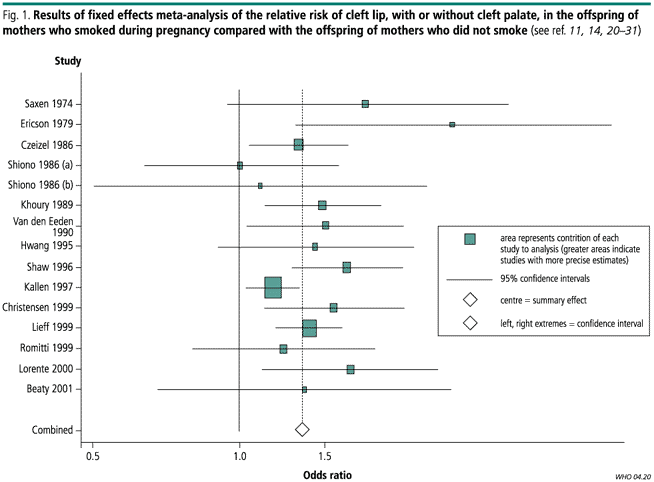 Fig. 1. Results of fixed effects meta-analysis of the relative risk of cleft lip, with or without cleft palate, in the offspring of
mothers who smoked during pregnancy compared with the offspring of mothers who did not smoke (see ref. 11, 14, 20–31)
Study
Saxen 1974
Ericson 1979
Czeizel 1986
Shiono 1986 (a)
Shiono 1986 (b)
Khoury 1989
Van den Eeden
1990
Hwang 1995
Shaw 1996
Kallen 1997
Christensen 1999
Lieff 1999
Romitti 1999
Lorente 2000
Beaty 2001
Combined
area represents contrition of each
study to analysis (greater areas indicate
studies with more precise estimates)
95% confidence intervals
centre = summary effect
left, right extremes = confidence interval
0.5 1.0 1.5
Odds ratio
WHO 04.20